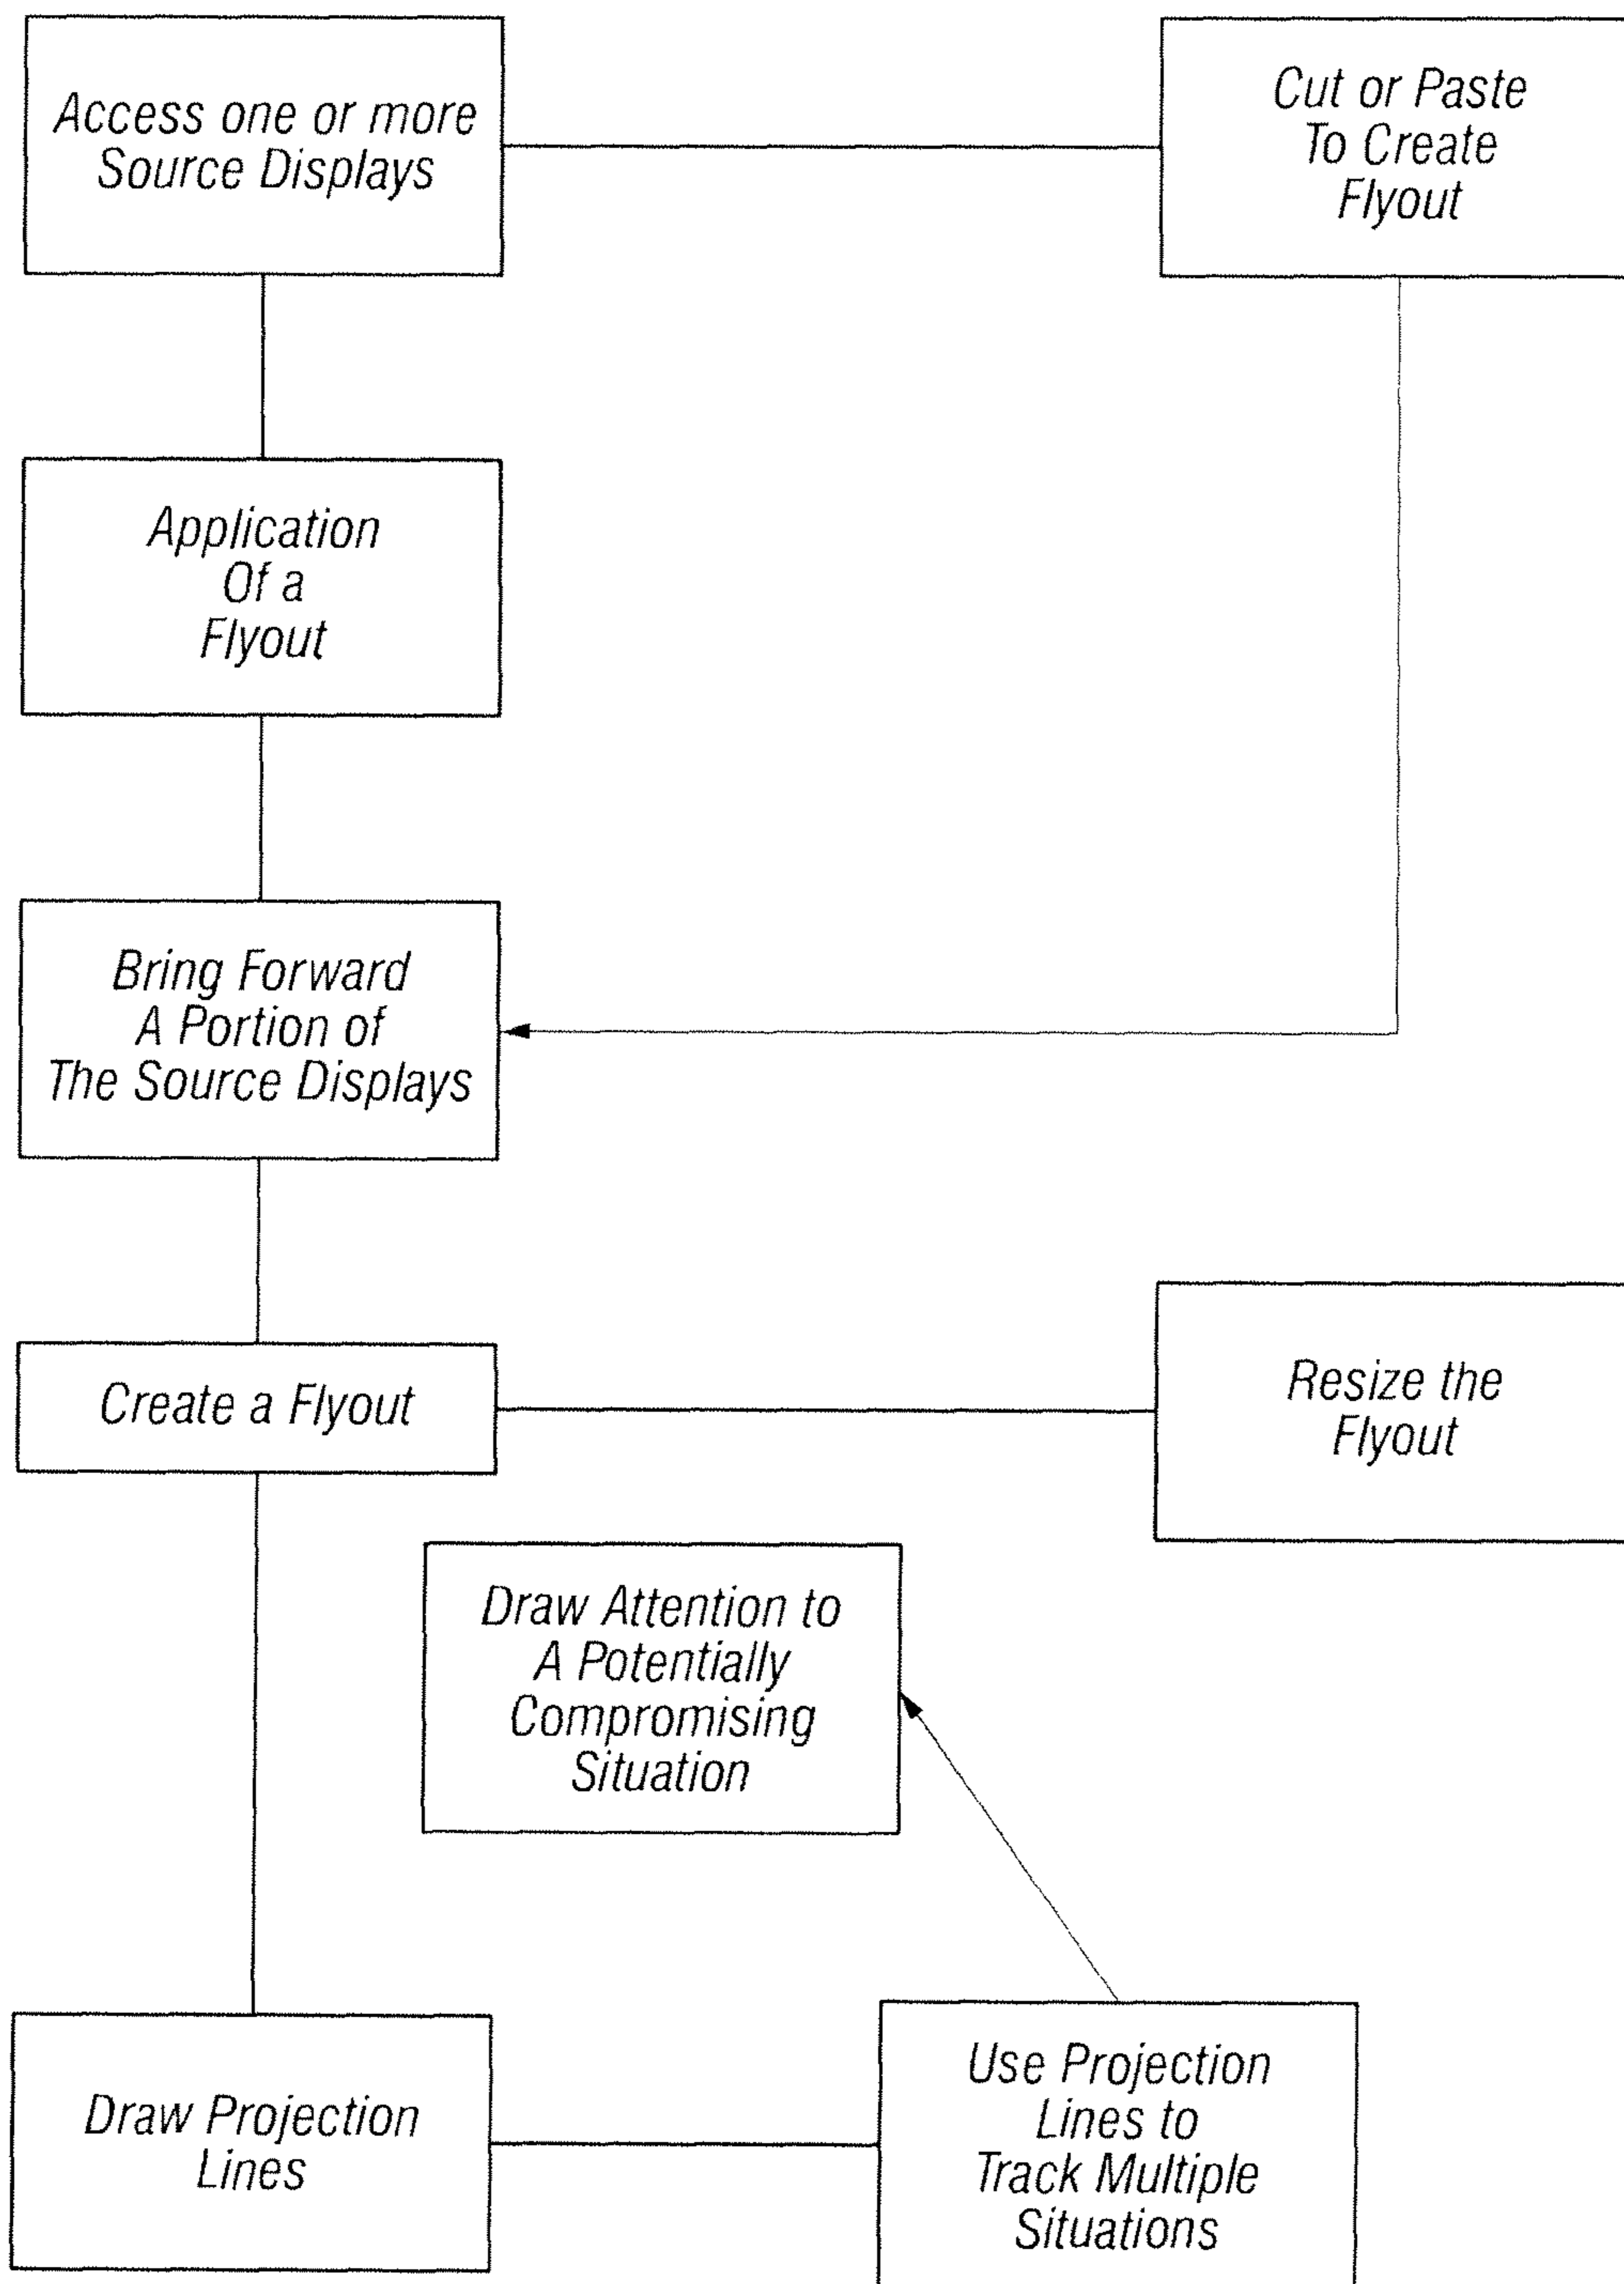 Access one or more
Source Displays
Cut or Paste
To Create
Flyout
Application
Of a
Flyout
Bring Forward
A Portion of
The Source Displays
Create a Flyout
Resize the
Flyout
Draw Attention to
A Potentially
Compromising
Situation
Draw Projection
Lines
Use Projection
Lines to
Track Multiple
Situations